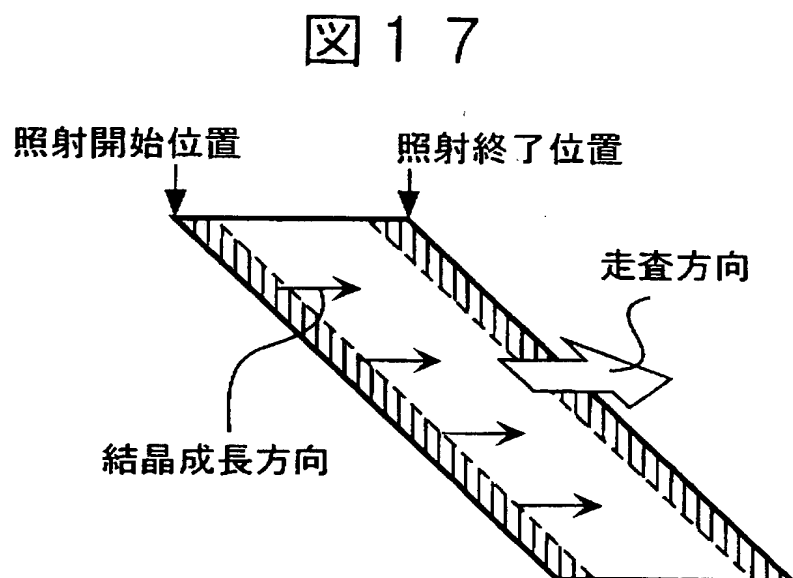 図１７
照射開始位置
照射終了位置
走査方向
結晶成長方向